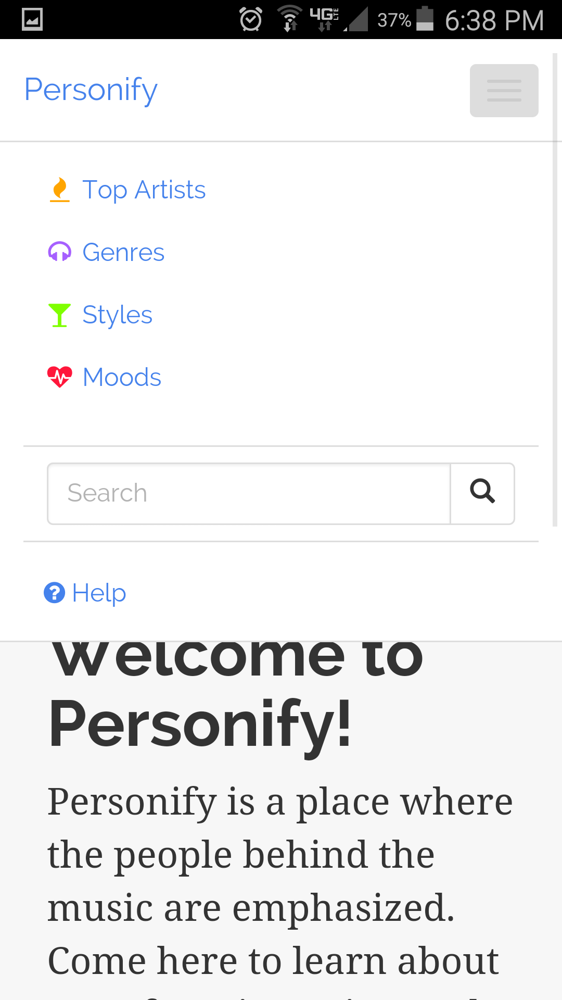 4G LTE 37% 6:38 PM
Personify
Top Artists
Genres
Styles
Moods
Search
? Help
Welcome to
Personify!
Personify is a place where
the people behind the
music are emphasized.
Come here to learn about